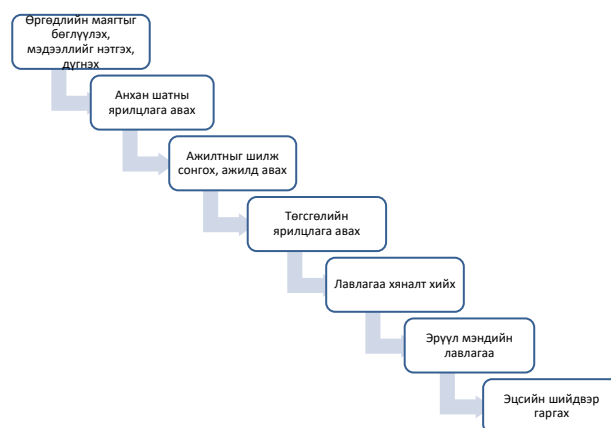 Өргөдлийн маягтыг
бөглүүлэх,
мэдээллийг нэтгэх,
дүгнэх
Анхан шатны
ярилцлага авах
Ажилтныг шилж
сонгох, ажилд авах
Төгсгөлийн
ярилцлага авах
Лавлагаа хяналт хийх
Эрүүл мэндийн
лавлагаа
Эцсийн шийдвэр
гаргах